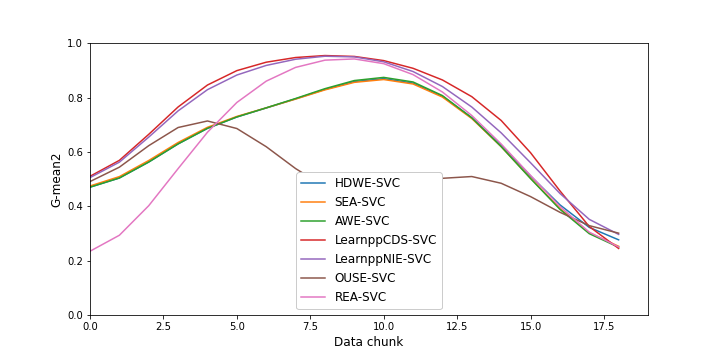 1.0
0.8
0.6
0.4
0.2
0.0
G-mean2
HDWE-SVC
SEA-SVC
AWE-SVC
LearnppCDS-SVC
LearnppNIE-SVC
OUSE-SVC
REA-SVC
0.0 2.5 5.0 7.5 10.0 12.5 15.0 17.5
Data chunk